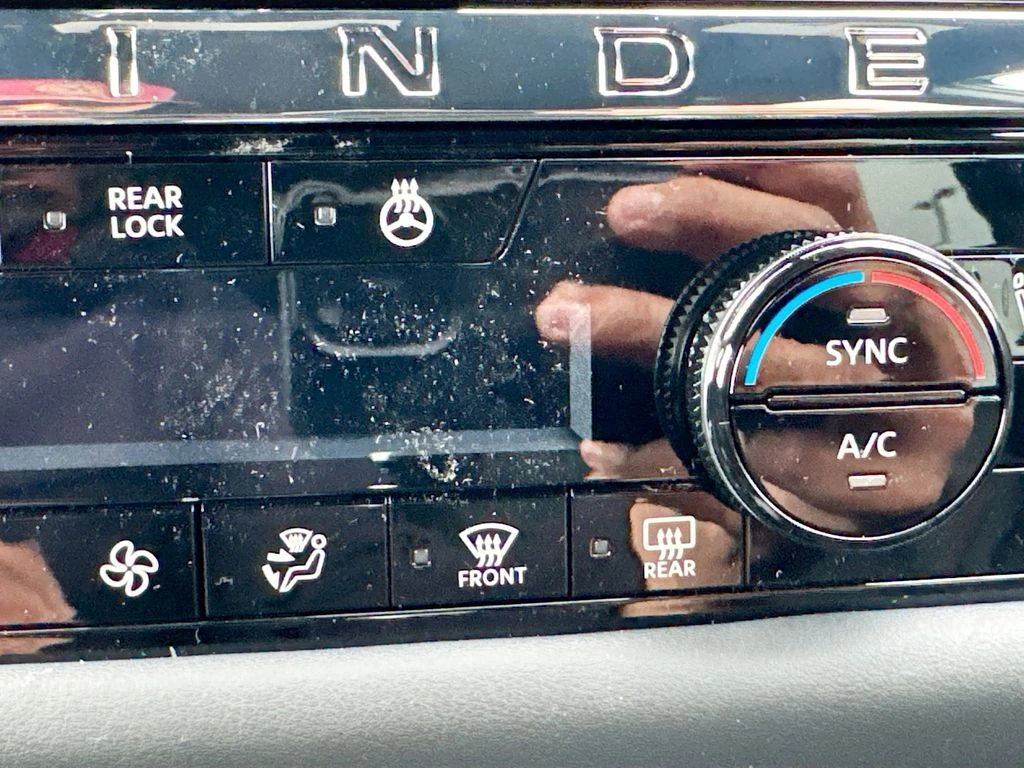 I N D E
REAR
LOCK
SYNC
A/C
FRONT
REAR